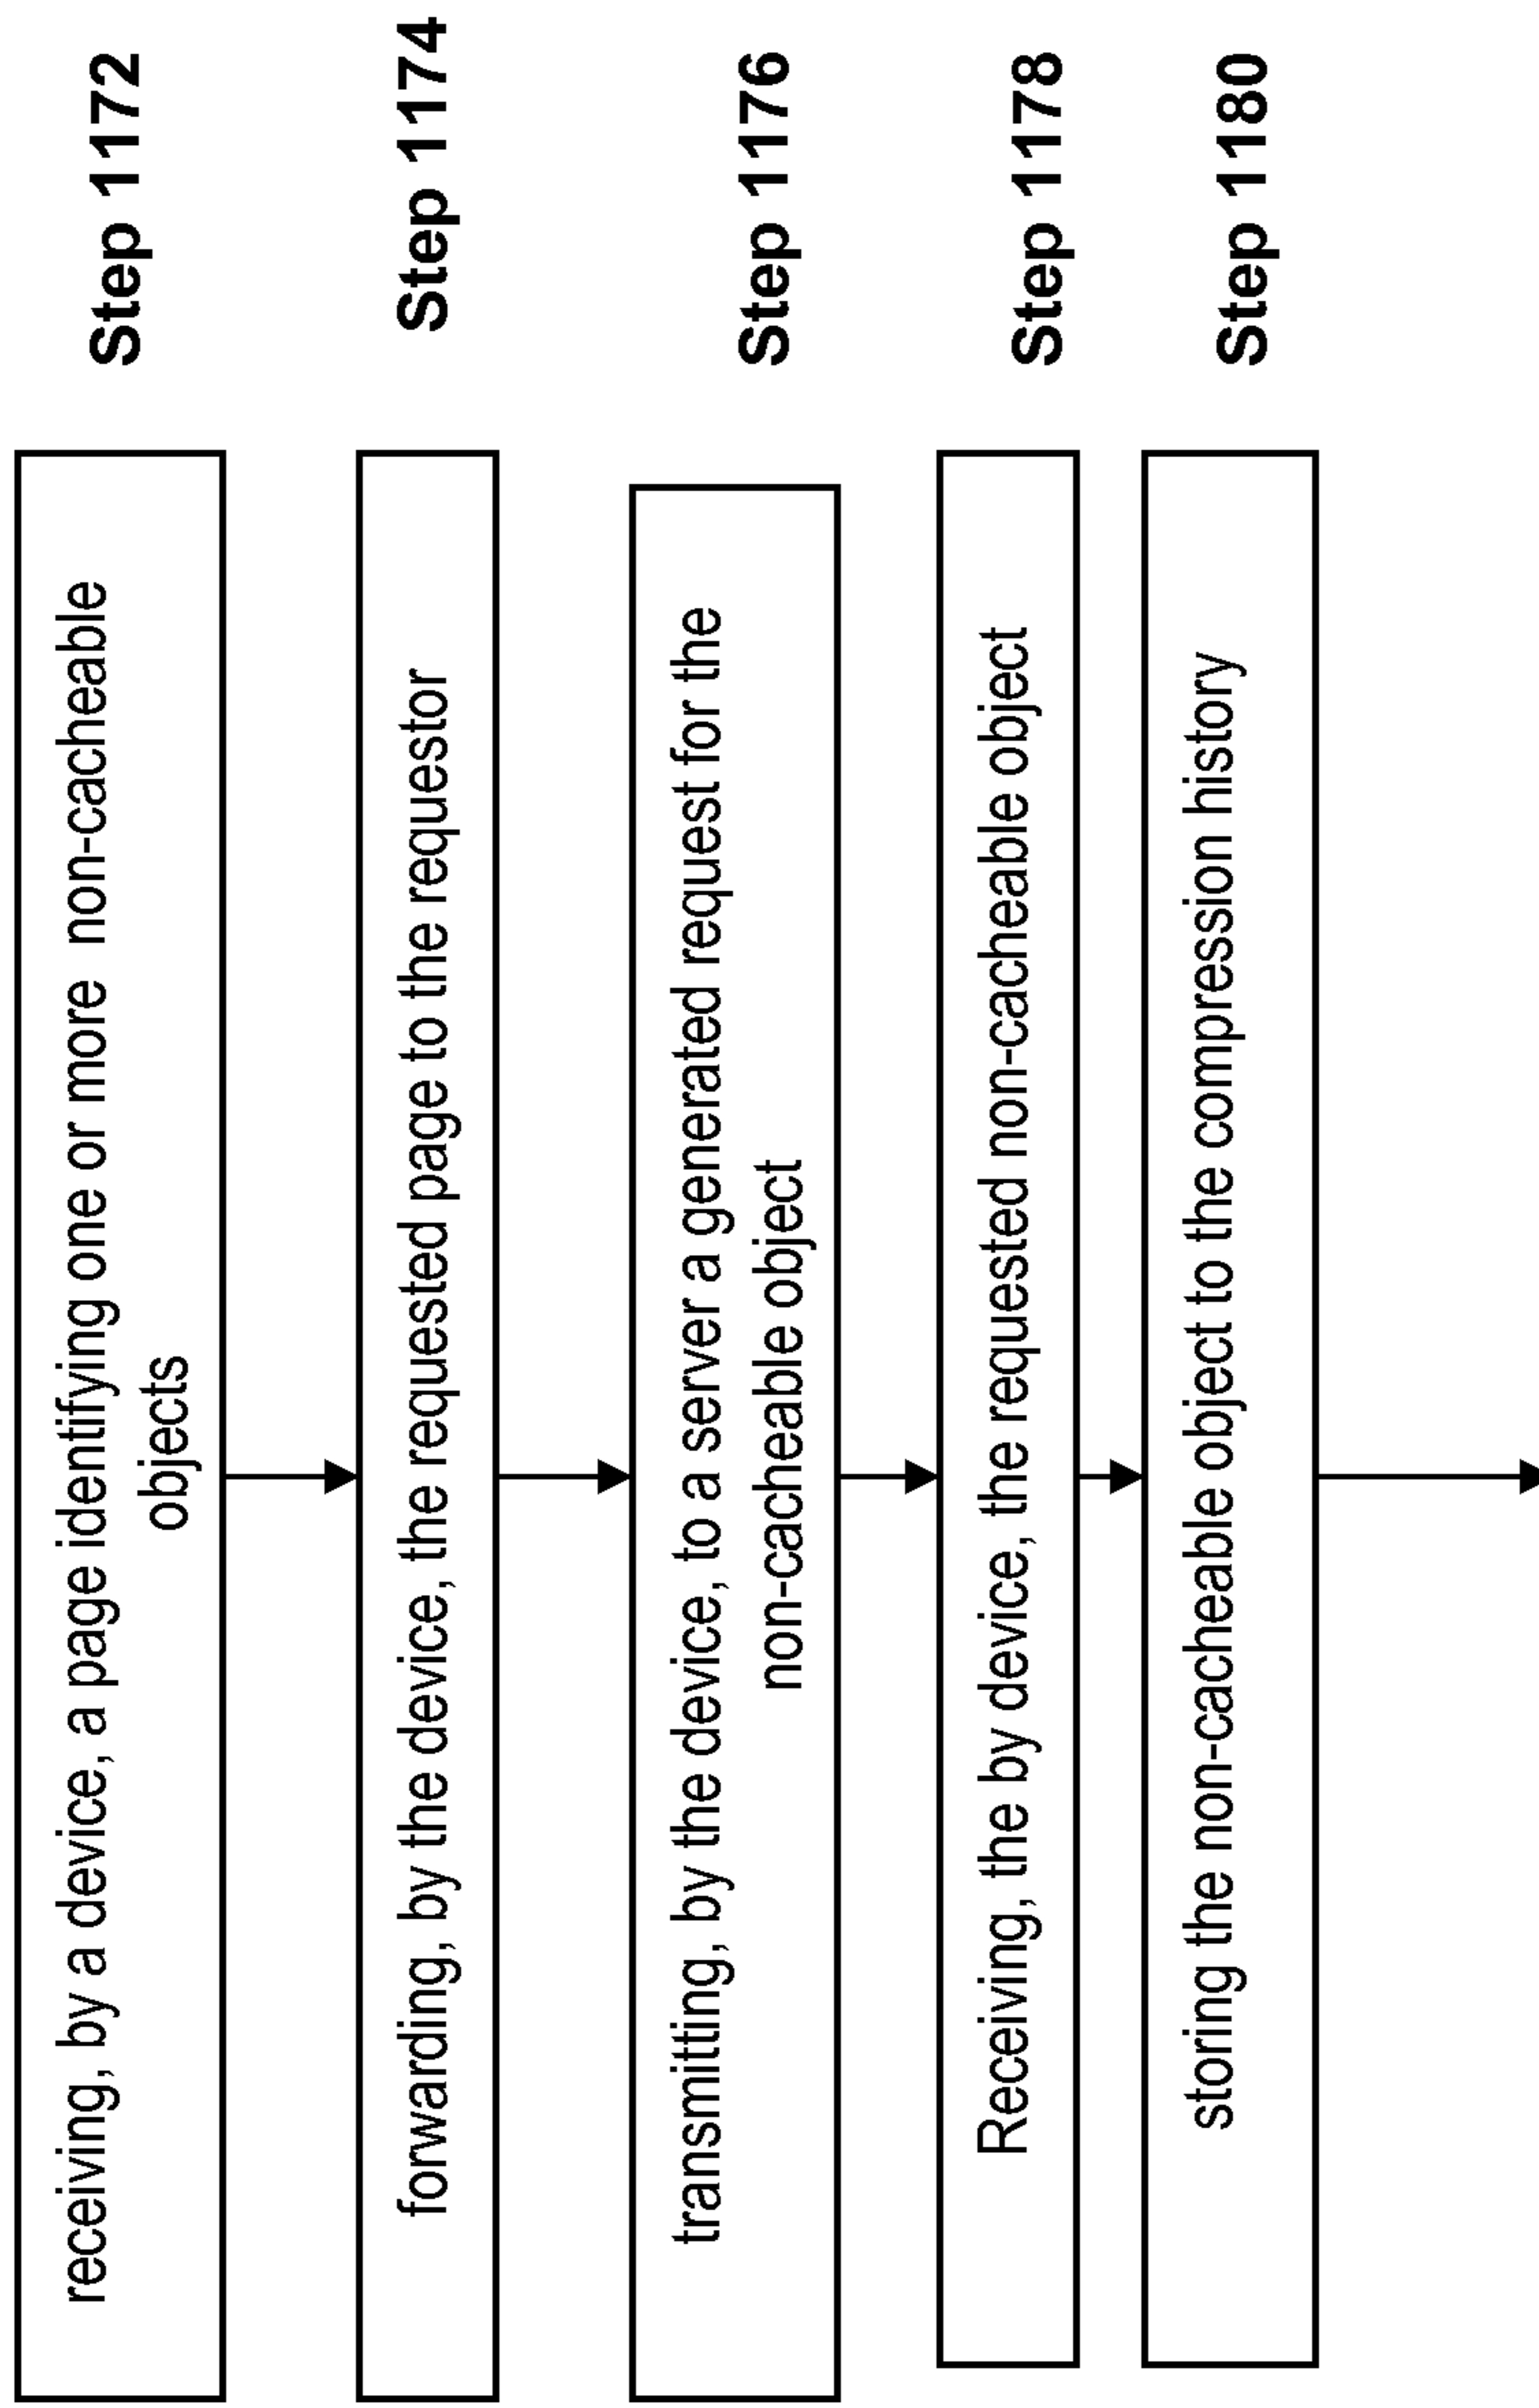 receiving, by a device, a page identifying one or more non-cacheable
objects
Step 1172
forwarding, by the device, the requested page to the requestor
Step 1174
transmitting, by the device, to a server a generated request for the
non-cacheable object
Step 1176
Receiving, the by device, the requested non-cacheable object
Step 1178
storing the non-cacheable object to the compression history
Step 1180